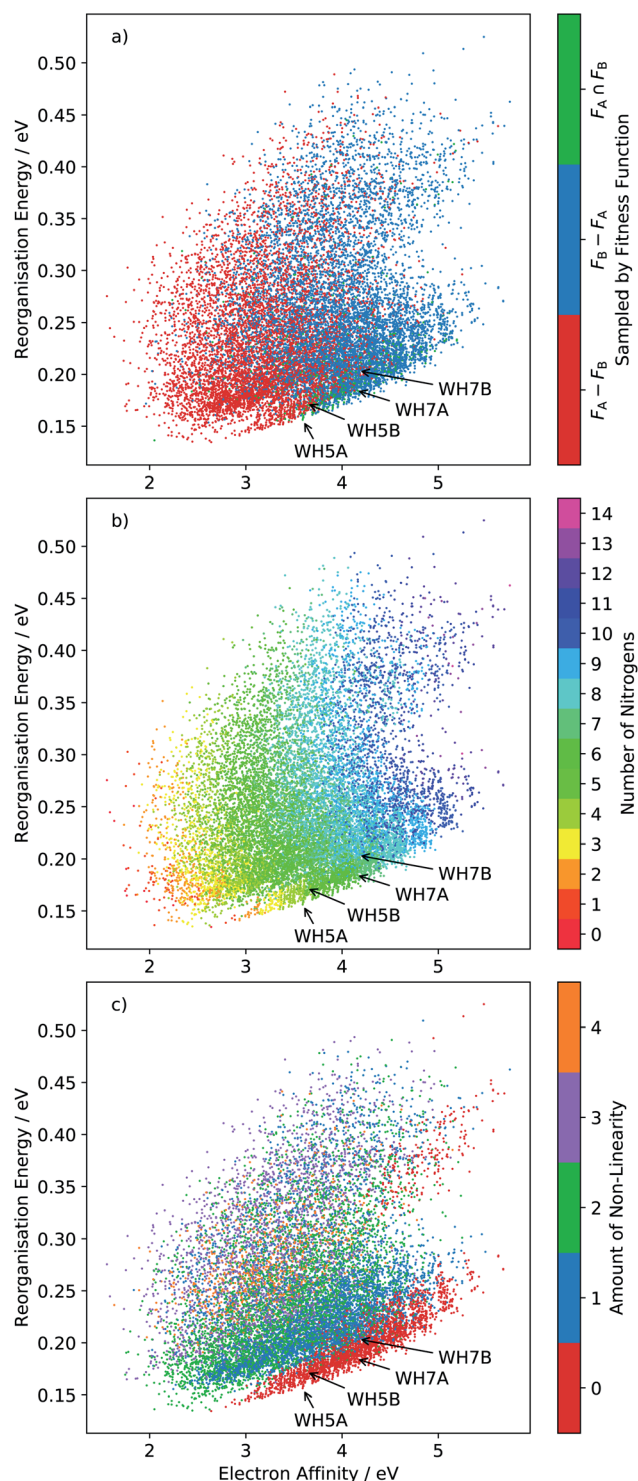 a)
0.50
0.45
0.40
0.35
0.30
0.25
0.20
0.15
Reorganisation Energy / eV
WH7B
WH7A
WH5B
WH5A
2 3 4 5
F_A ∩ F_B
F_B − F_A
F_A − F_B
Sampled by Fitness Function
b)
0.50
0.45
0.40
0.35
0.30
0.25
0.20
0.15
Reorganisation Energy / eV
WH7B
WH7A
WH5B
WH5A
2 3 4 5
14
13
12
11
10
9
8
7
6
5
4
3
2
1
0
Number of Nitrogens
c)
0.50
0.45
0.40
0.35
0.30
0.25
0.20
0.15
Reorganisation Energy / eV
WH7B
WH7A
WH5B
WH5A
2 3 4 5
Electron Affinity / eV
4
3
2
1
0
Amount of Non-Linearity